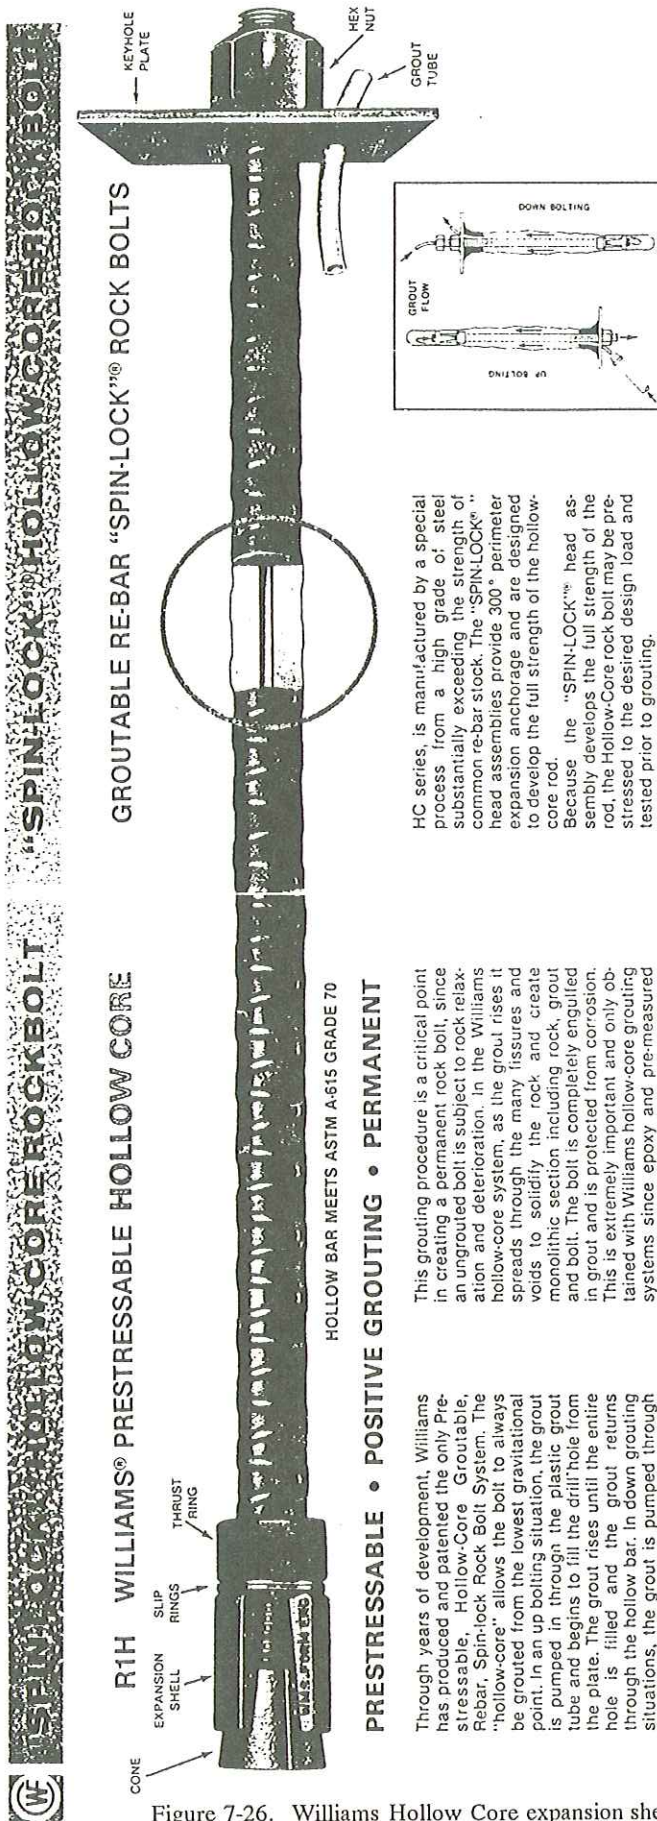 "SPIN-LOCK" HOLLOW CORE ROCKBOLT "SPIN-LOCK"® HOLLOW CORE ROCKBOLT
R1H WILLIAMS® PRESTRESSABLE HOLLOW CORE
GROUTABLE RE-BAR "SPIN-LOCK"® ROCK BOLTS
CONE
EXPANSION
SHELL
SLIP
RINGS
THRUST
RING
KEYHOLE
PLATE
HEX
NUT
GROUT
TUBE
HOLLOW BAR MEETS ASTM A-615 GRADE 70
PRESTRESSABLE • POSITIVE GROUTING • PERMANENT
Through years of development, Williams
has produced and patented the only Pre-
stressable, Hollow-Core Groutable,
Rebar, Spin-lock Rock Bolt System. The
"hollow-core" allows the bolt to always
be grouted from the lowest gravitational
point. In an up bolting situation, the grout
is pumped in through the plastic grout
tube and begins to fill the drill hole from
the plate. The grout rises until the entire
hole is filled and the grout returns
through the hollow bar. In down grouting
situations, the grout is pumped through
This grouting procedure is a critical point
in creating a permanent rock bolt, since
an ungrouted bolt is subject to rock relax-
ation and deterioration. In the Williams
hollow-core system, as the grout rises it
spreads through the many fissures and
voids to solidify the rock and create
monolithic section including rock, grout
and bolt. The bolt is completely engulfed
in grout and is protected from corrosion.
This is extremely important and only ob-
tained with Williams hollow-core grouting
systems since epoxy and pre-measured
HC series, is manufactured by a special
process from a high grade of steel
substantially exceeding the strength of
common re-bar stock. The "SPIN-LOCK"®
head assemblies provide 300° perimeter
expansion anchorage and are designed
to develop the full strength of the hollow-
core rod.
Because the "SPIN-LOCK"® head as-
sembly develops the full strength of the
rod, the Hollow-Core rock bolt may be pre-
stressed to the desired design load and
tested prior to grouting.
UP BOLTING
GROUT
FLOW
DOWN BOLTING
Figure 7-26. Williams Hollow Core expansion she